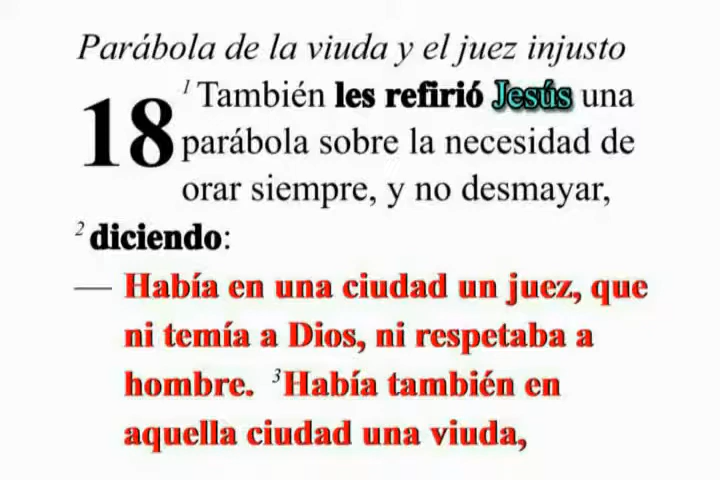 Parábola de la viuda y el juez injusto
¹ También les refirió Jesús una
18 parábola sobre la necesidad de
orar siempre, y no desmayar,
² diciendo:
— Había en una ciudad un juez, que
ni temía a Dios, ni respetaba a
hombre. ³Había también en
aquella ciudad una viuda,